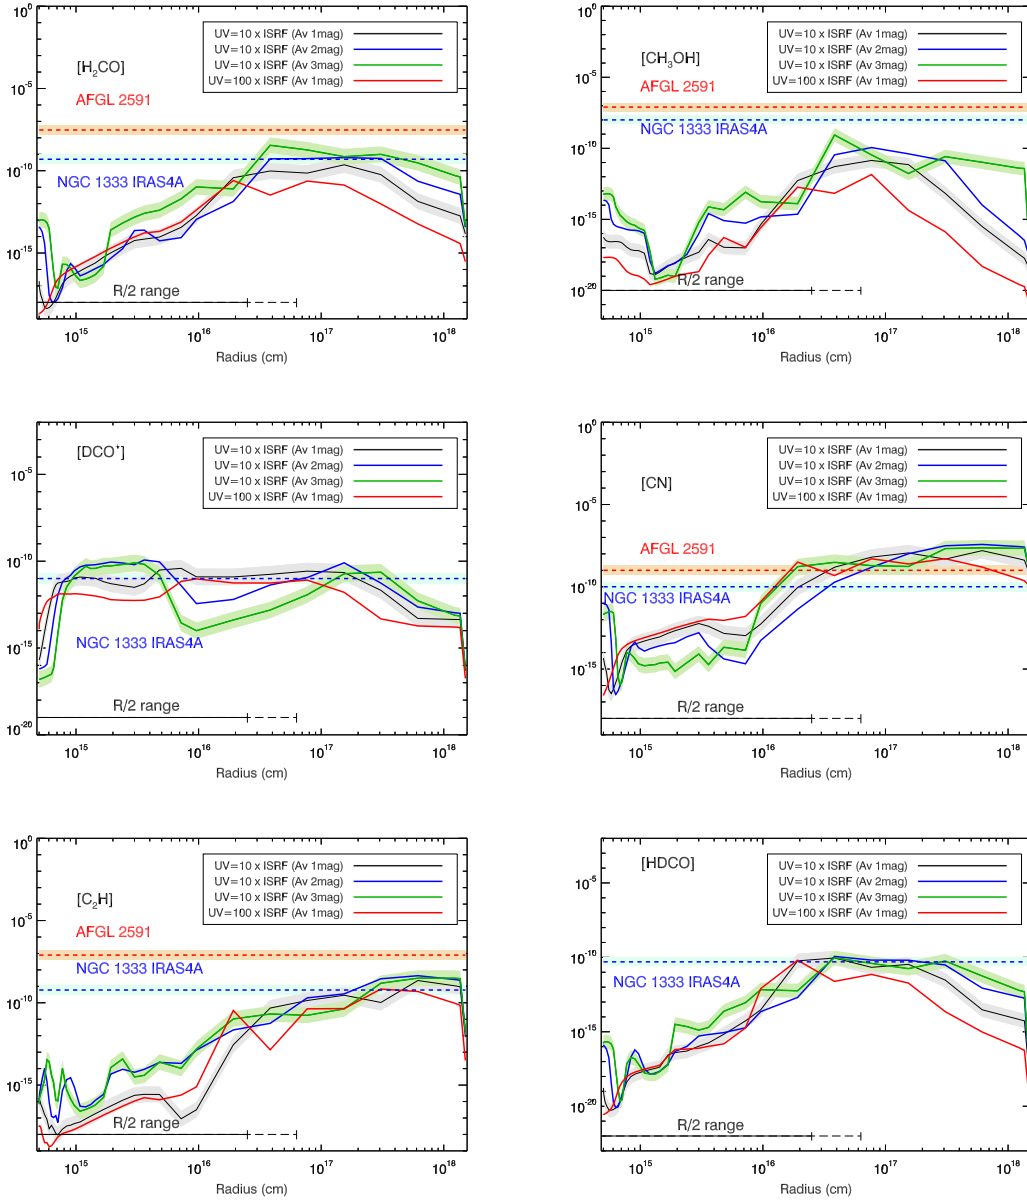 [H2CO]
AFGL 2591
NGC 1333 IRAS4A
UV=10 x ISRF (Av 1mag)
UV=10 x ISRF (Av 2mag)
UV=10 x ISRF (Av 3mag)
UV=100 x ISRF (Av 1mag)
R/2 range
10^0
10^-5
10^-10
10^-15
10^15
10^16
10^17
10^18
Radius (cm)
[CH3OH]
AFGL 2591
NGC 1333 IRAS4A
UV=10 x ISRF (Av 1mag)
UV=10 x ISRF (Av 2mag)
UV=10 x ISRF (Av 3mag)
UV=100 x ISRF (Av 1mag)
R/2 range
10^0
10^-5
10^-10
10^-15
10^-20
10^15
10^16
10^17
10^18
Radius (cm)
[DCO+]
NGC 1333 IRAS4A
UV=10 x ISRF (Av 1mag)
UV=10 x ISRF (Av 2mag)
UV=10 x ISRF (Av 3mag)
UV=100 x ISRF (Av 1mag)
R/2 range
10^0
10^-5
10^-10
10^-15
10^-20
10^15
10^16
10^17
10^18
Radius (cm)
[CN]
AFGL 2591
NGC 1333 IRAS4A
UV=10 x ISRF (Av 1mag)
UV=10 x ISRF (Av 2mag)
UV=10 x ISRF (Av 3mag)
UV=100 x ISRF (Av 1mag)
R/2 range
10^0
10^-5
10^-10
10^-15
10^15
10^16
10^17
10^18
Radius (cm)
[C2H]
AFGL 2591
NGC 1333 IRAS4A
UV=10 x ISRF (Av 1mag)
UV=10 x ISRF (Av 2mag)
UV=10 x ISRF (Av 3mag)
UV=100 x ISRF (Av 1mag)
R/2 range
10^0
10^-5
10^-10
10^-15
10^15
10^16
10^17
10^18
Radius (cm)
[HDCO]
NGC 1333 IRAS4A
UV=10 x ISRF (Av 1mag)
UV=10 x ISRF (Av 2mag)
UV=10 x ISRF (Av 3mag)
UV=100 x ISRF (Av 1mag)
R/2 range
10^-5
10^-10
10^-15
10^-20
10^15
10^16
10^17
10^18
Radius (cm)